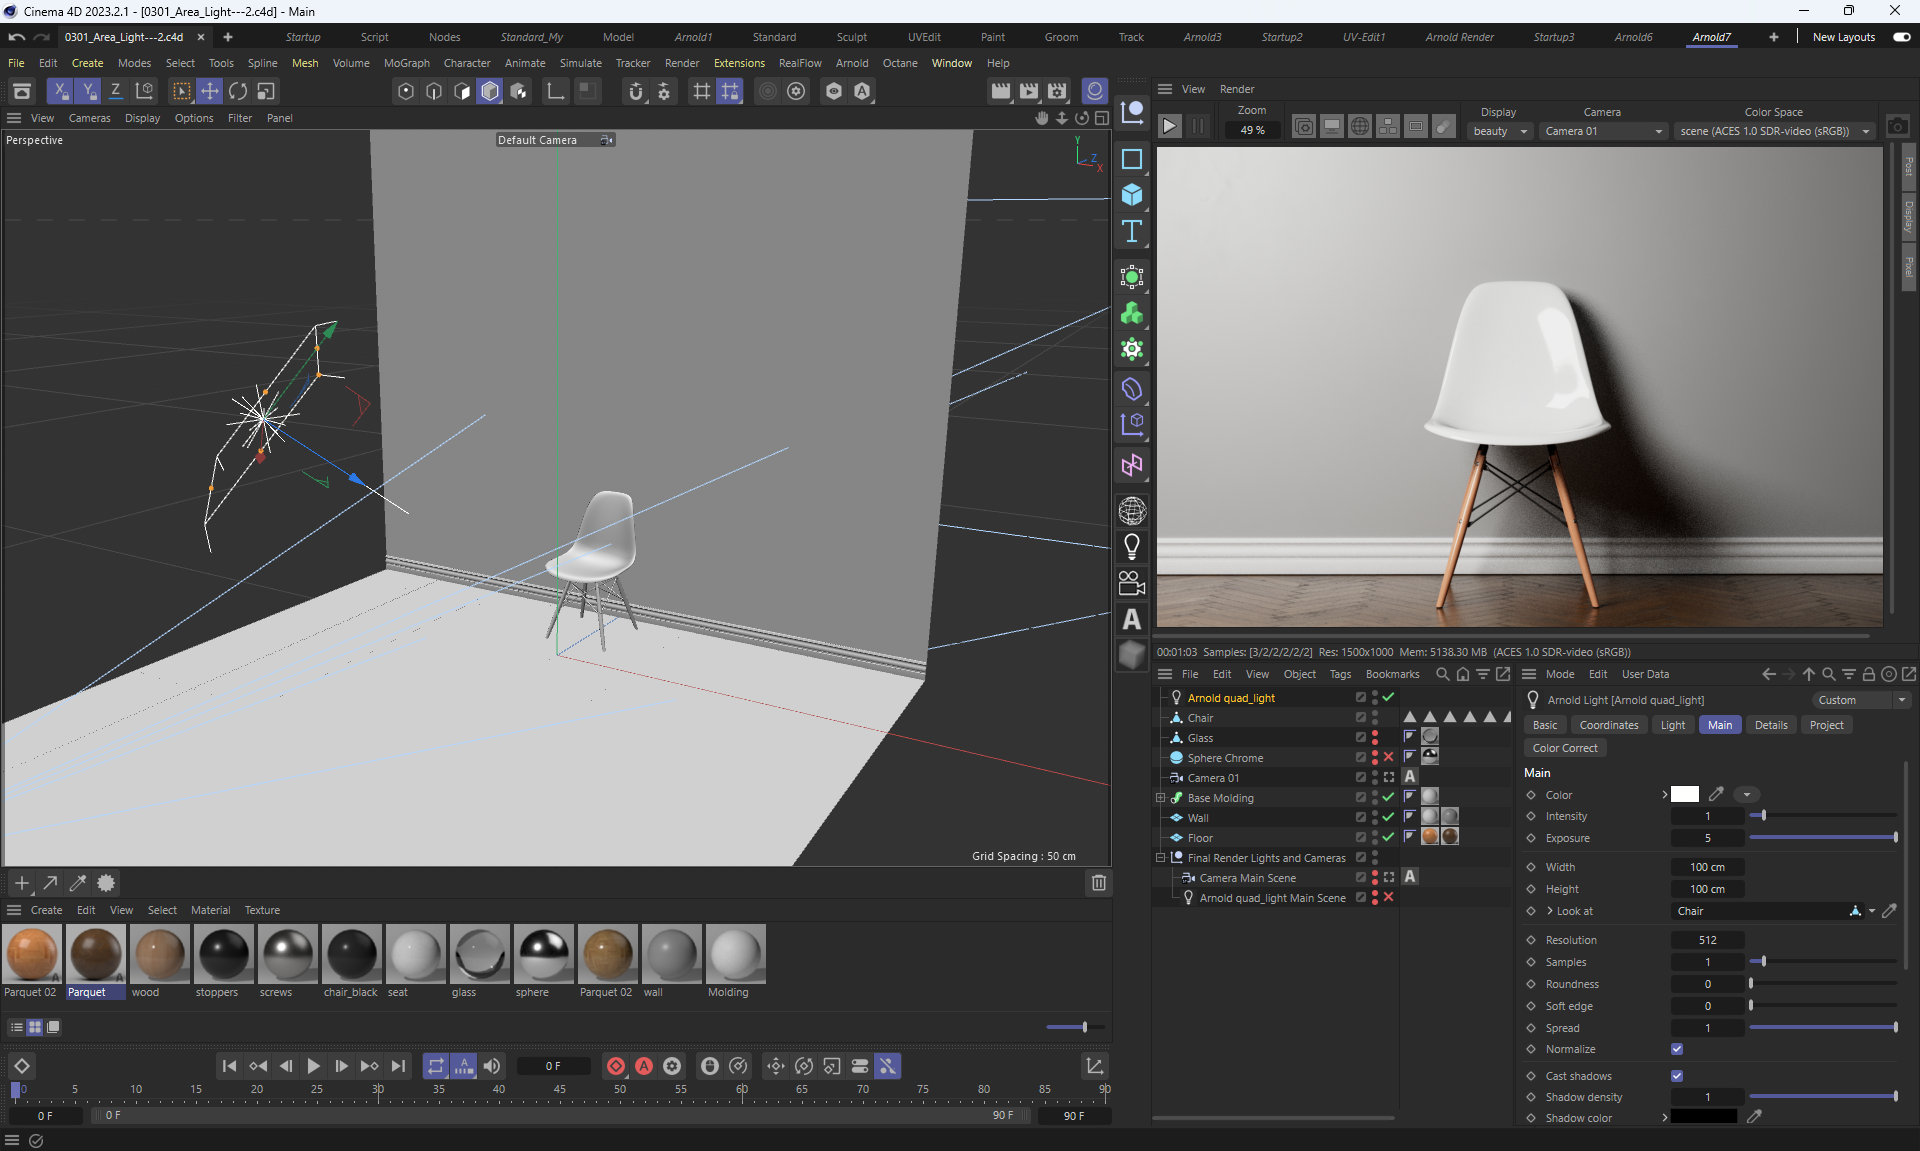 Cinema 4D 2023.2.1 - [0301_Area_Light---2.c4d] - Main
0301_Area_Light---2.c4d Startup Script Nodes Standard_My Model Arnold1 Standard Sculpt UVEdit Paint Groom Track Arnold3 Startup2 UV-Edit1 Arnold Render Startup3 Arnold6 Arnold7 New Layouts
File Edit Create Modes Select Tools Spline Mesh Volume MoGraph Character Animate Simulate Tracker Render Extensions RealFlow Arnold Octane Window Help
X Y Z
View Cameras Display Options Filter Panel
Perspective
Default Camera
Y
Z
X
Grid Spacing : 50 cm
View Render
Zoom
49 %
Display
beauty
Camera
Camera 01
Color Space
scene (ACES 1.0 SDR-video (sRGB))
Post
Display
Pixel
00:01:03 Samples: [3/2/2/2/2/2] Res: 1500x1000 Mem: 5138.30 MB (ACES 1.0 SDR-video (sRGB))
File Edit View Object Tags Bookmarks
Arnold quad_light
Chair
Glass
Sphere Chrome
Camera 01
Base Molding
Wall
Floor
Final Render Lights and Cameras
Camera Main Scene
Arnold quad_light Main Scene
Mode Edit User Data
Arnold Light [Arnold quad_light]
Custom
Basic Coordinates Light Main Details Project
Color Correct
Main
Color
Intensity 1
Exposure 5
Width 100 cm
Height 100 cm
Look at Chair
Resolution 512
Samples 1
Roundness 0
Soft edge 0
Spread 1
Normalize
Cast shadows
Shadow density 1
Shadow color
Create Edit View Select Material Texture
Parquet 02 Parquet wood stoppers screws chair_black seat glass sphere Parquet 02 wall Molding
0 F
0 5 10 15 20 25 30 35 40 45 50 55 60 65 70 75 80 85 90
0 F 0 F 90 F 90 F